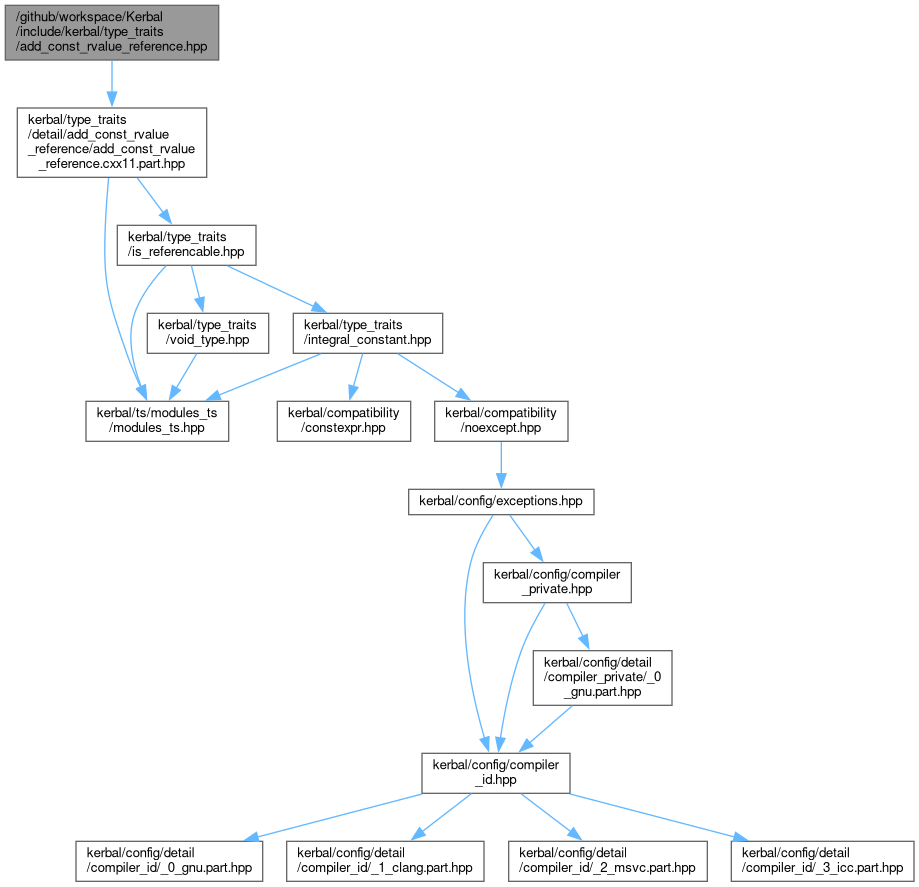 /github/workspace/Kerbal
/include/kerbal/type_traits
/add_const_rvalue_reference.hpp
kerbal/type_traits
/detail/add_const_rvalue
_reference/add_const_rvalue
_reference.cxx11.part.hpp
kerbal/type_traits
/is_referencable.hpp
kerbal/type_traits
/void_type.hpp
kerbal/type_traits
/integral_constant.hpp
kerbal/ts/modules_ts
/modules_ts.hpp
kerbal/compatibility
/constexpr.hpp
kerbal/compatibility
/noexcept.hpp
kerbal/config/exceptions.hpp
kerbal/config/compiler
_private.hpp
kerbal/config/detail
/compiler_private/_0
_gnu.part.hpp
kerbal/config/compiler
_id.hpp
kerbal/config/detail
/compiler_id/_0_gnu.part.hpp
kerbal/config/detail
/compiler_id/_1_clang.part.hpp
kerbal/config/detail
/compiler_id/_2_msvc.part.hpp
kerbal/config/detail
/compiler_id/_3_icc.part.hpp